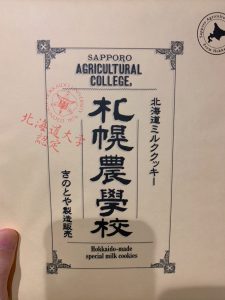 SAPPORO
AGRICULTURAL
COLLEGE.
札幌農學校
北海道ミルククッキー
きのとや製造販売
北海道大学
認定
Hokkaido-made
special milk cookies